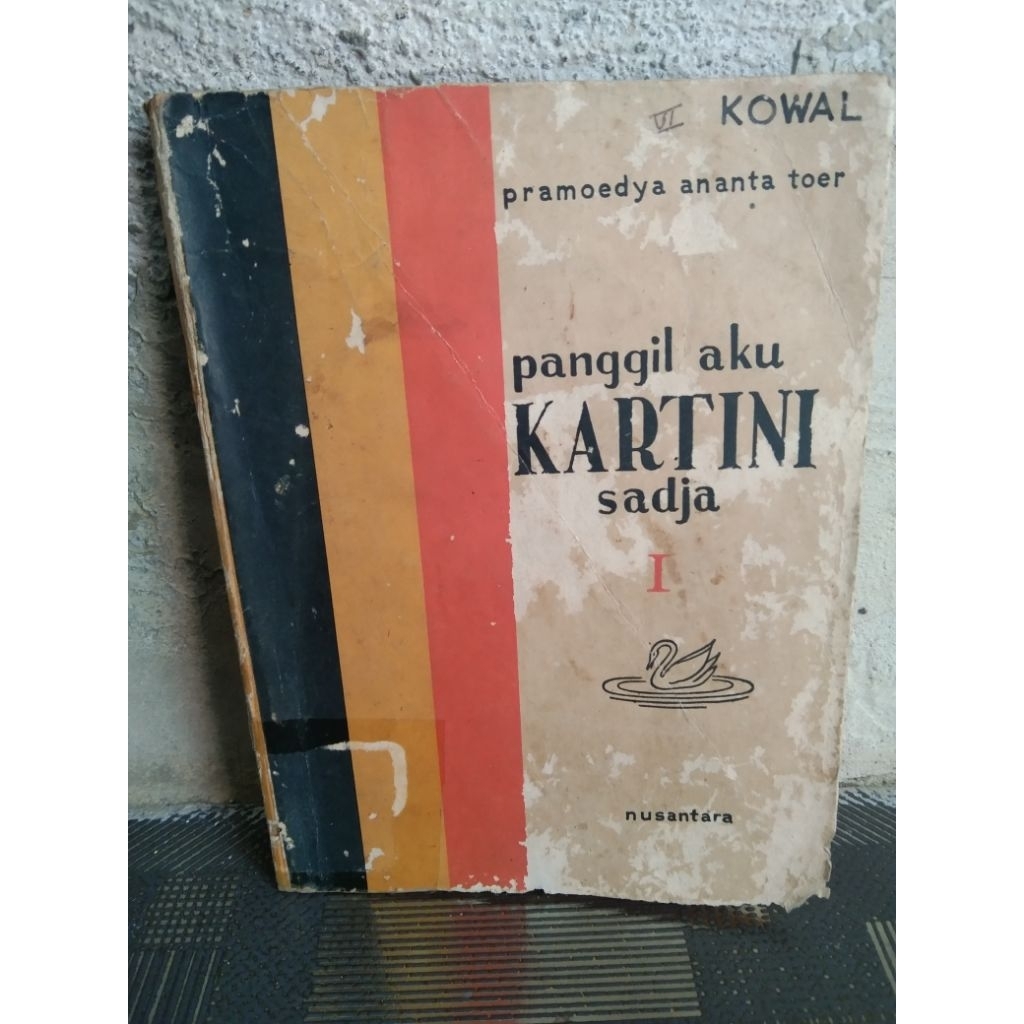 VI KOWAL
pramoedya ananta toer
panggil aku
KARTINI
sadja
I
nusantara